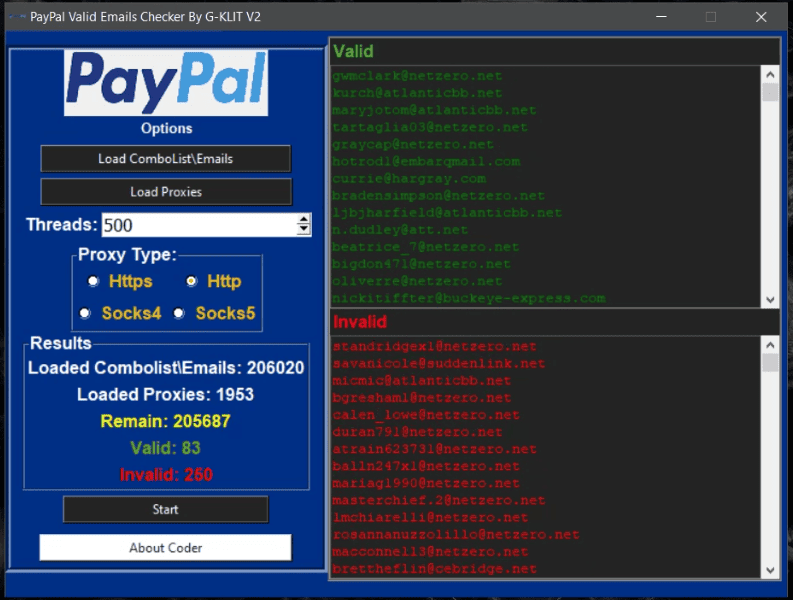 PayPal Valid Emails Checker By G-KLIT V2
PayPal
Options
Load ComboList\Emails
Load Proxies
Threads: 500
Proxy Type:
Https Http
Socks4 Socks5
Results
Loaded Combolist\Emails: 206020
Loaded Proxies: 1953
Remain: 205687
Valid: 83
Invalid: 250
Start
About Coder
Valid
gwmclark@netzero.net
kurch@atlanticbb.net
maryjotom@atlanticbb.net
tartaglia03@netzero.net
graycap@netzero.net
hotrod1@embarqmail.com
currie@hargray.com
bradensimpson@netzero.net
ljbjharfield@atlanticbb.net
n.dudley@att.net
beatrice_7@netzero.net
bigdon471@netzero.net
oliverre@netzero.net
nickitiffter@buckeye-express.com
Invalid
standridgex1@netzero.net
savanicole@suddenlink.net
micmic@atlanticbb.net
bgresham1@netzero.net
calen_lowe@netzero.net
duran791@netzero.net
atrain623731@netzero.net
balln247x1@netzero.net
mariag1990@netzero.net
masterchief.2@netzero.net
lmchiarelli@netzero.net
rosannanuzzolillo@netzero.net
macconnell3@netzero.net
brettheflin@cebridge.net